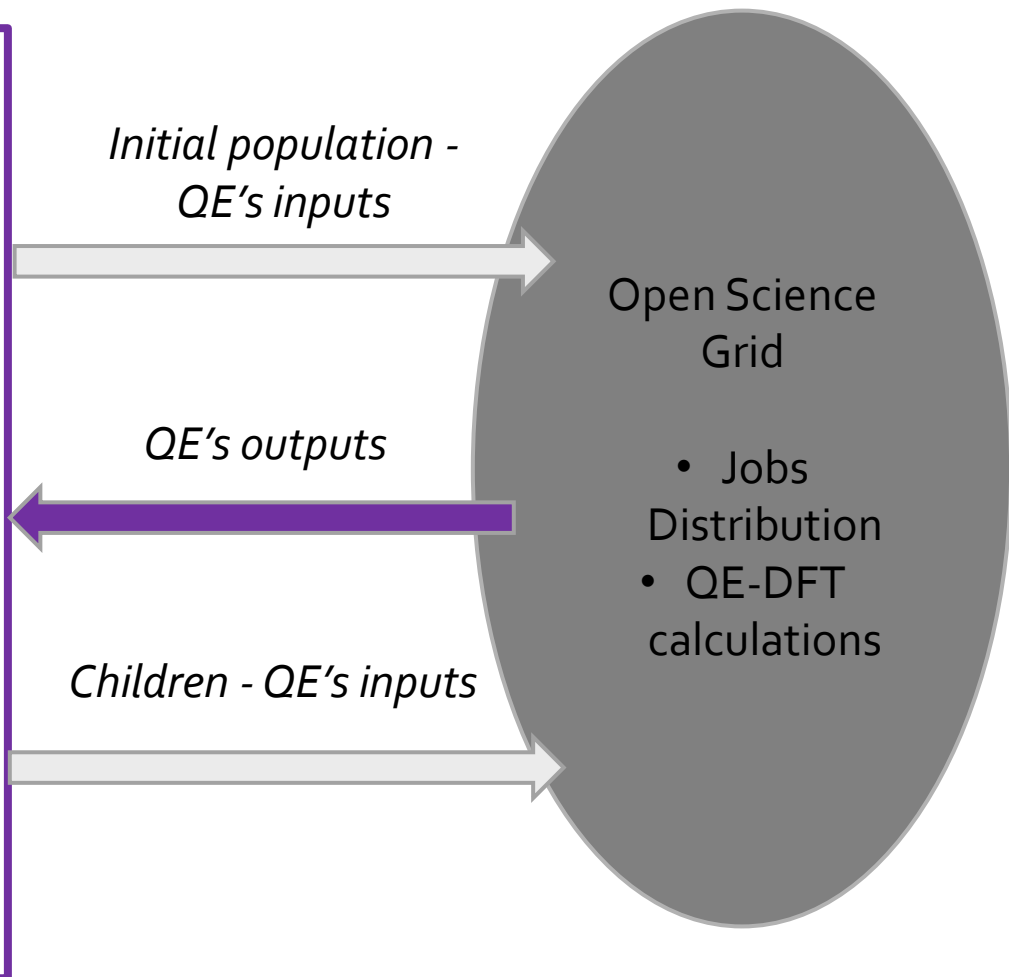 Initial population -
QE's inputs
QE's outputs
Children - QE's inputs
Open Science
Grid
• Jobs
Distribution
• QE-DFT
calculations